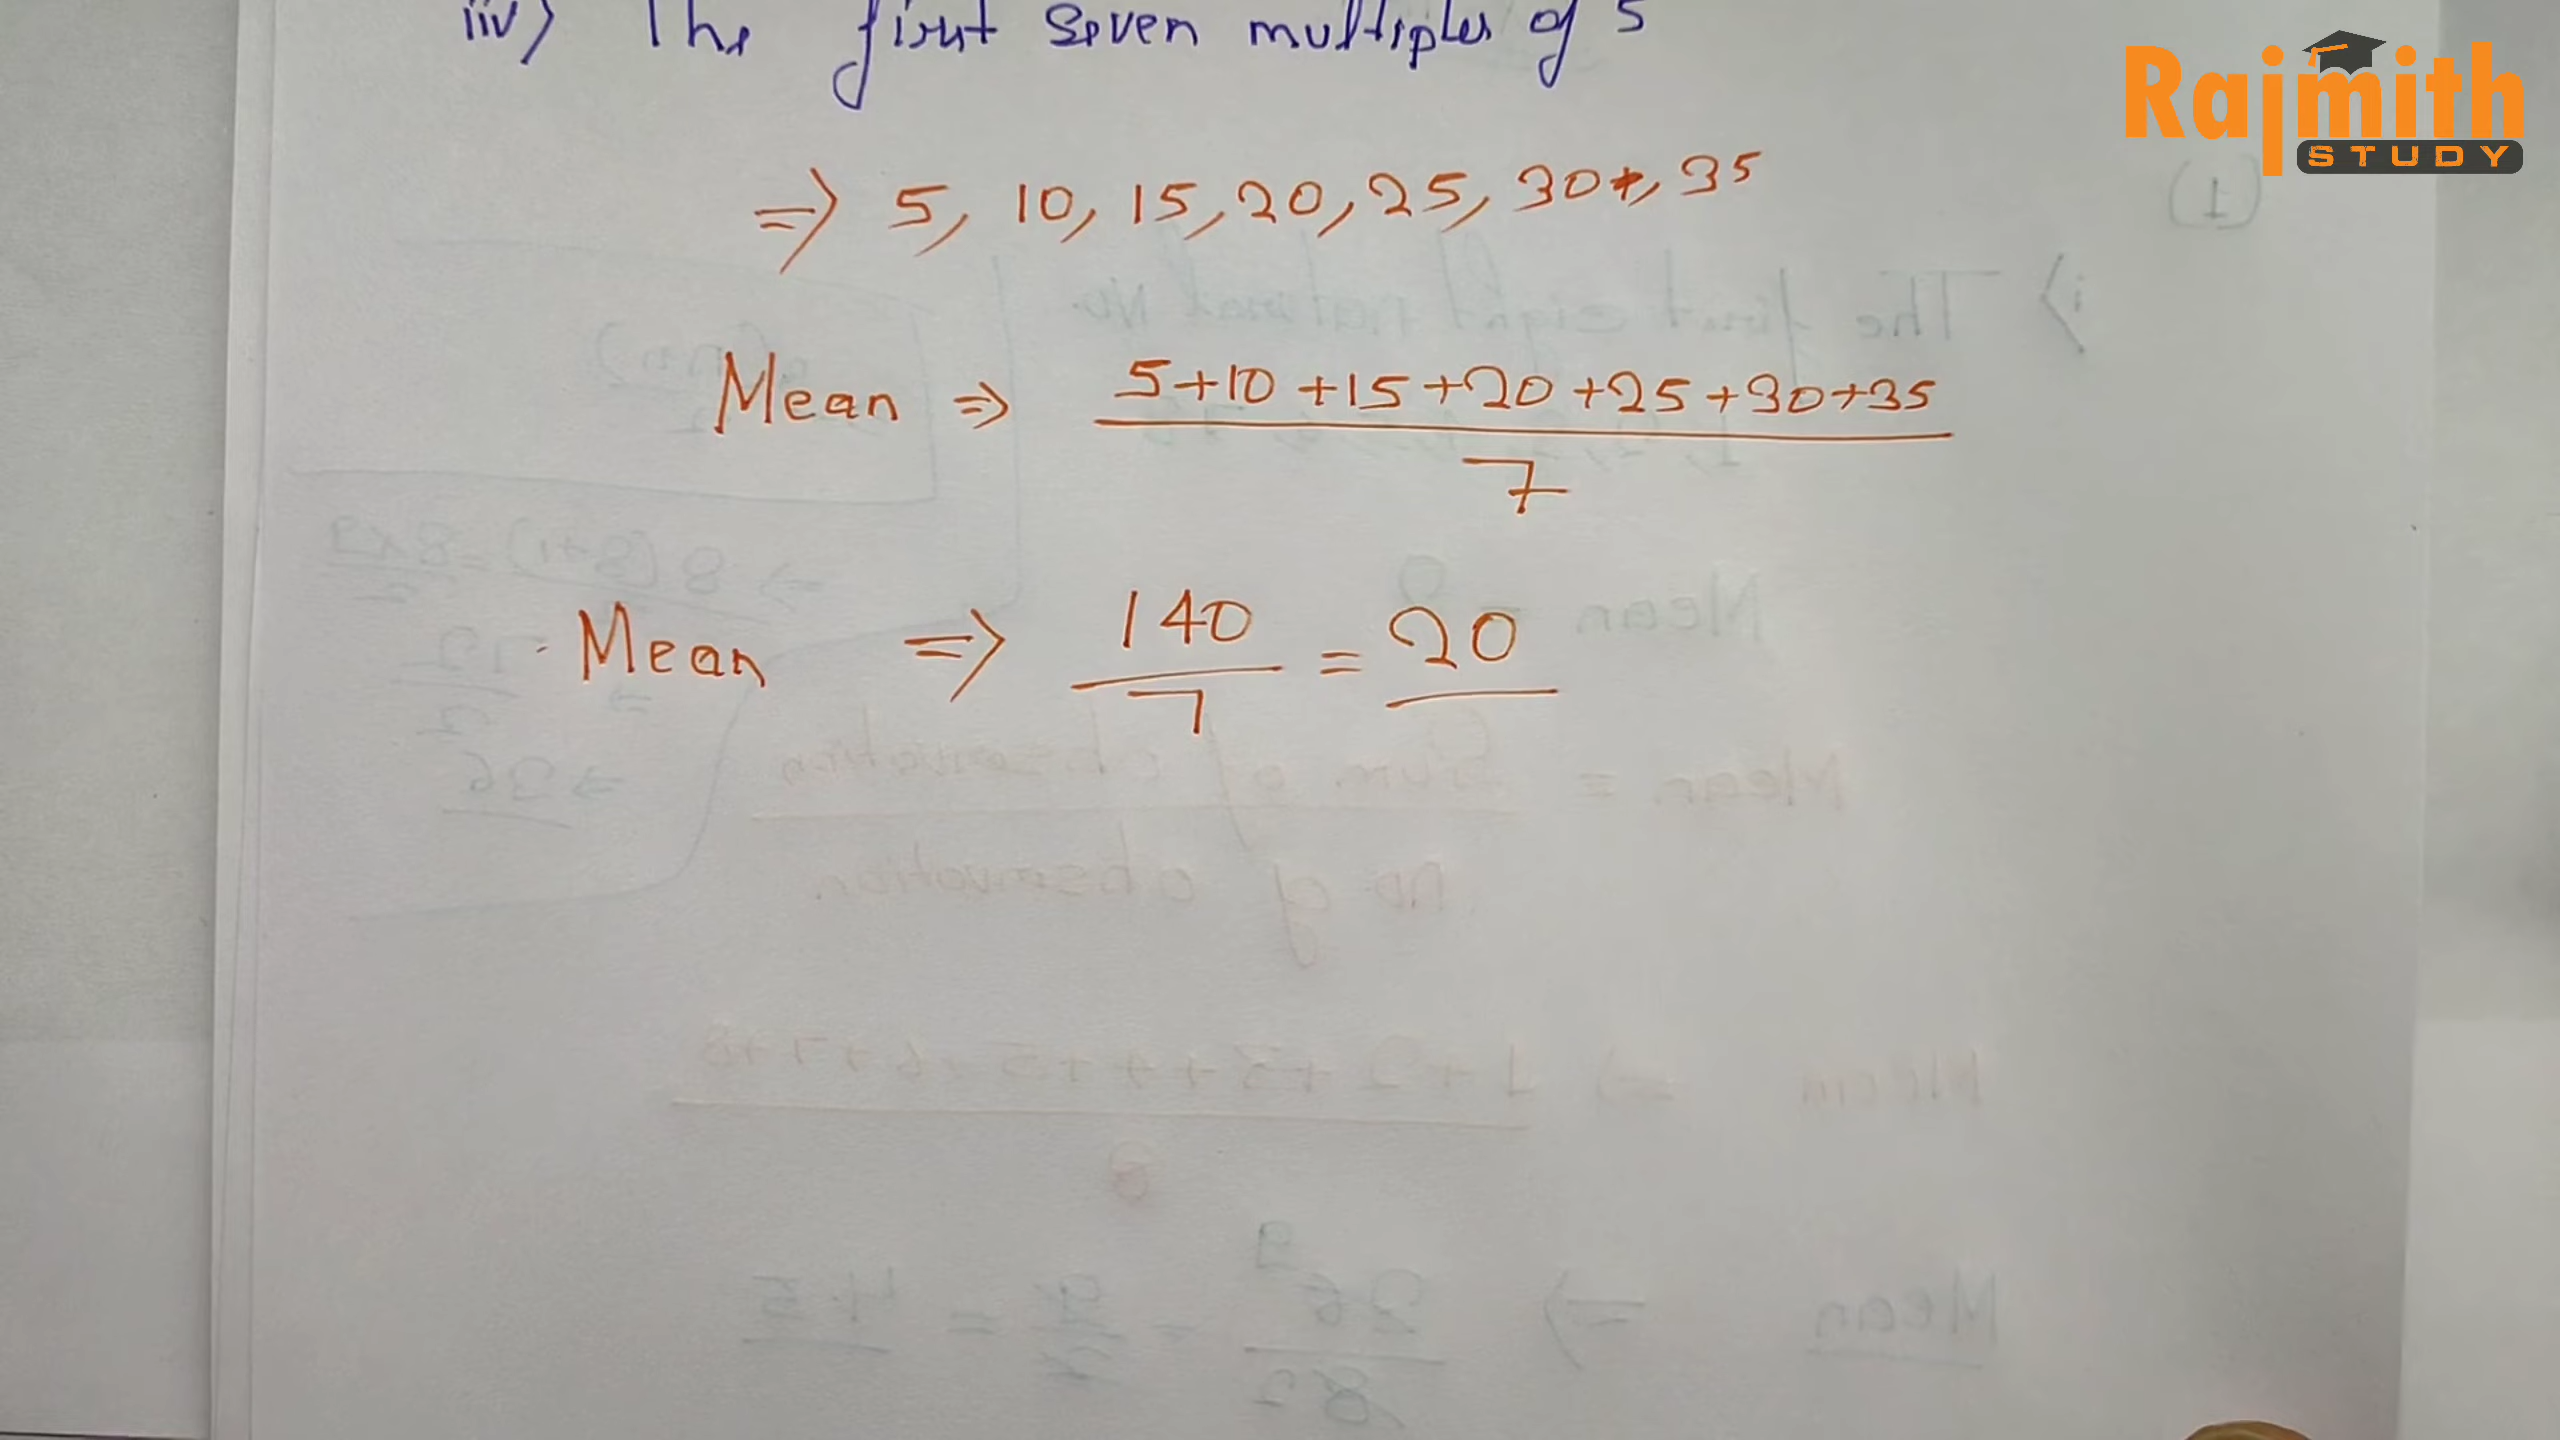 iiv) The first seven multiples of 5
Rajmith
STUDY
=> 5, 10, 15, 20, 25, 30, 35
Mean => 5+10+15+20+25+30+35
7
Mean => 140/7 = 20